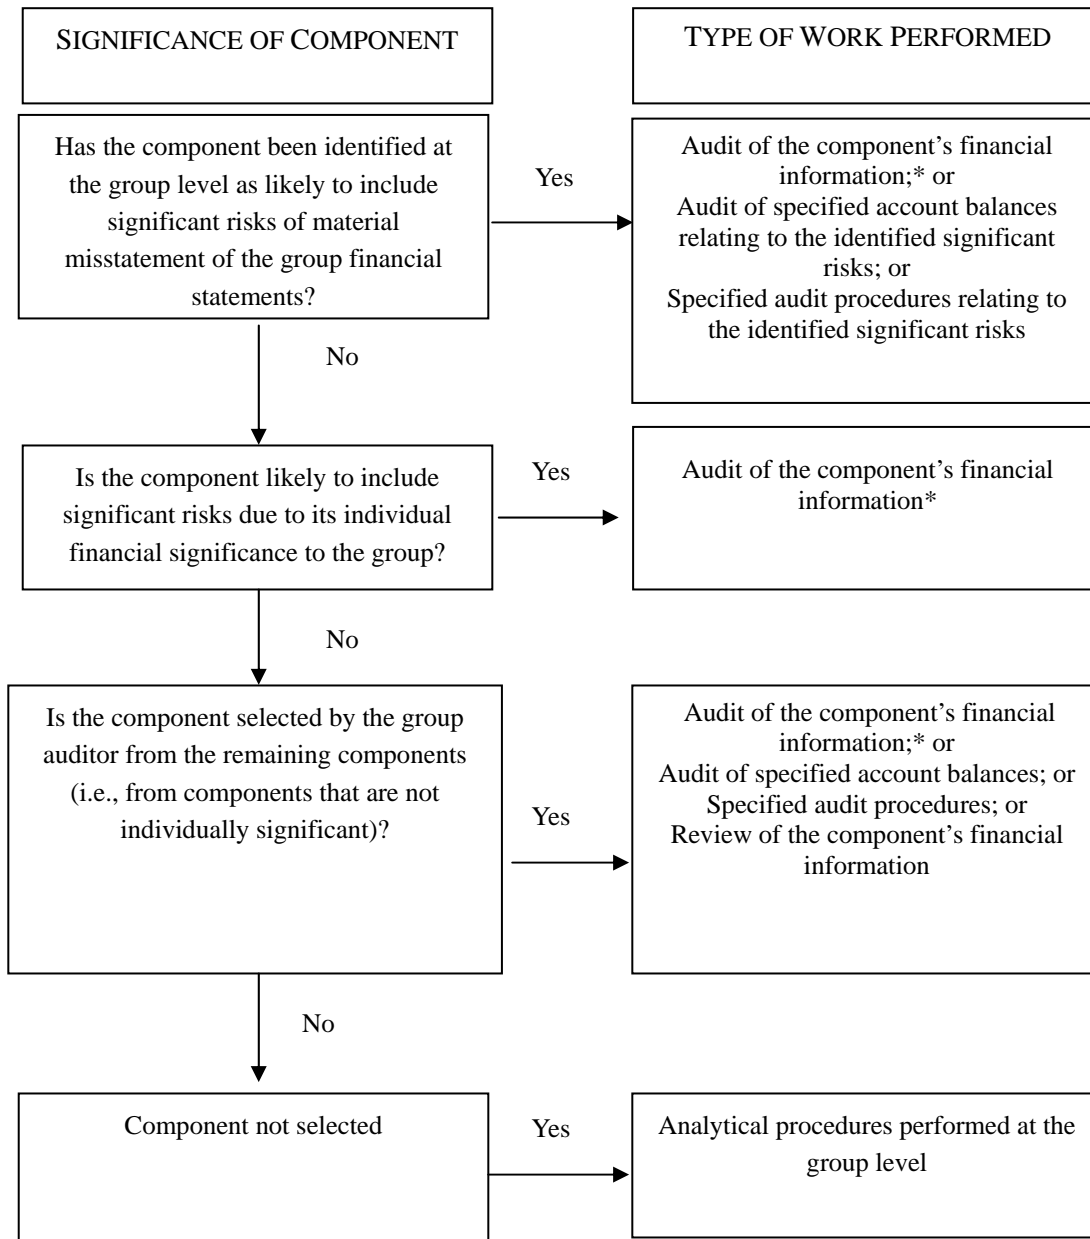 SIGNIFICANCE OF COMPONENT
TYPE OF WORK PERFORMED
Has the component been identified at
the group level as likely to include
significant risks of material
misstatement of the group financial
statements?
Yes
Audit of the component’s financial
information;* or
Audit of specified account balances
relating to the identified significant
risks; or
Specified audit procedures relating to
the identified significant risks
No
Is the component likely to include
significant risks due to its individual
financial significance to the group?
Yes
Audit of the component’s financial
information*
No
Is the component selected by the group
auditor from the remaining components
(i.e., from components that are not
individually significant)?
Yes
Audit of the component’s financial
information;* or
Audit of specified account balances; or
Specified audit procedures; or
Review of the component’s financial
information
No
Component not selected
Yes
Analytical procedures performed at the
group level